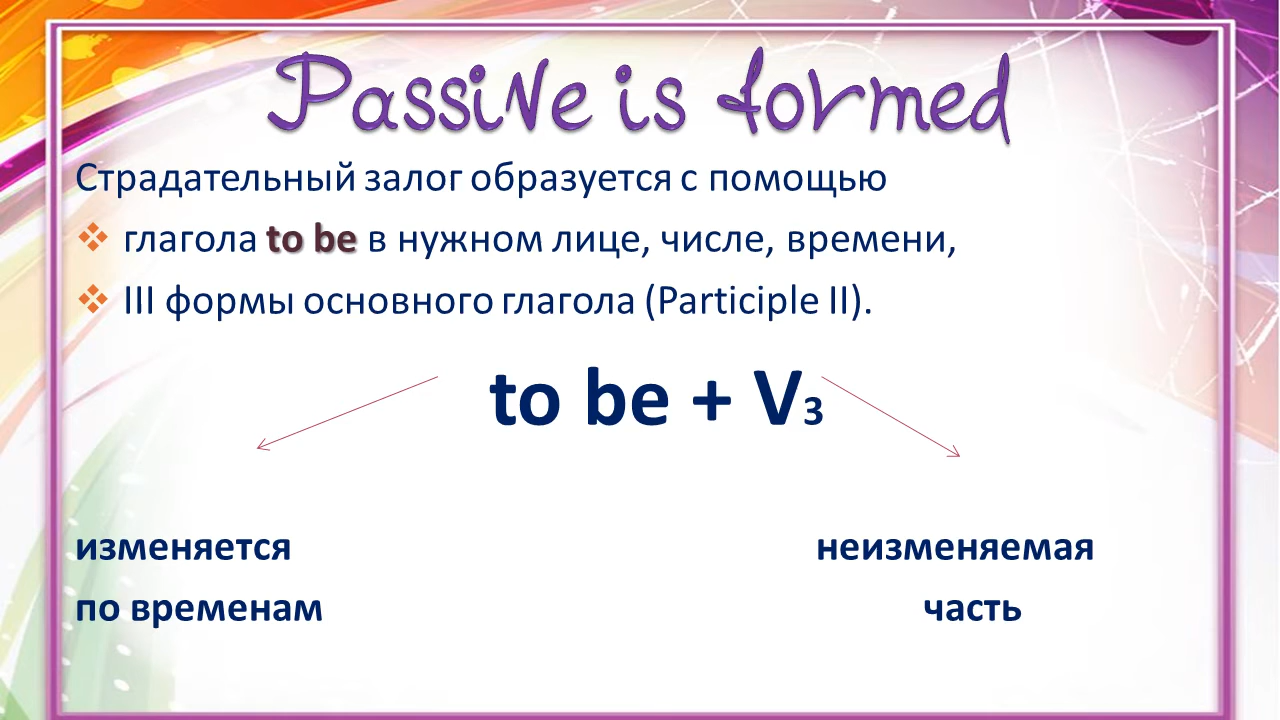 Passive is formed
Страдательный залог образуется с помощью
❖ глагола to be в нужном лице, числе, времени,
❖ III формы основного глагола (Participle II).
to be + V₃
изменяется неизменяемая
по временам часть